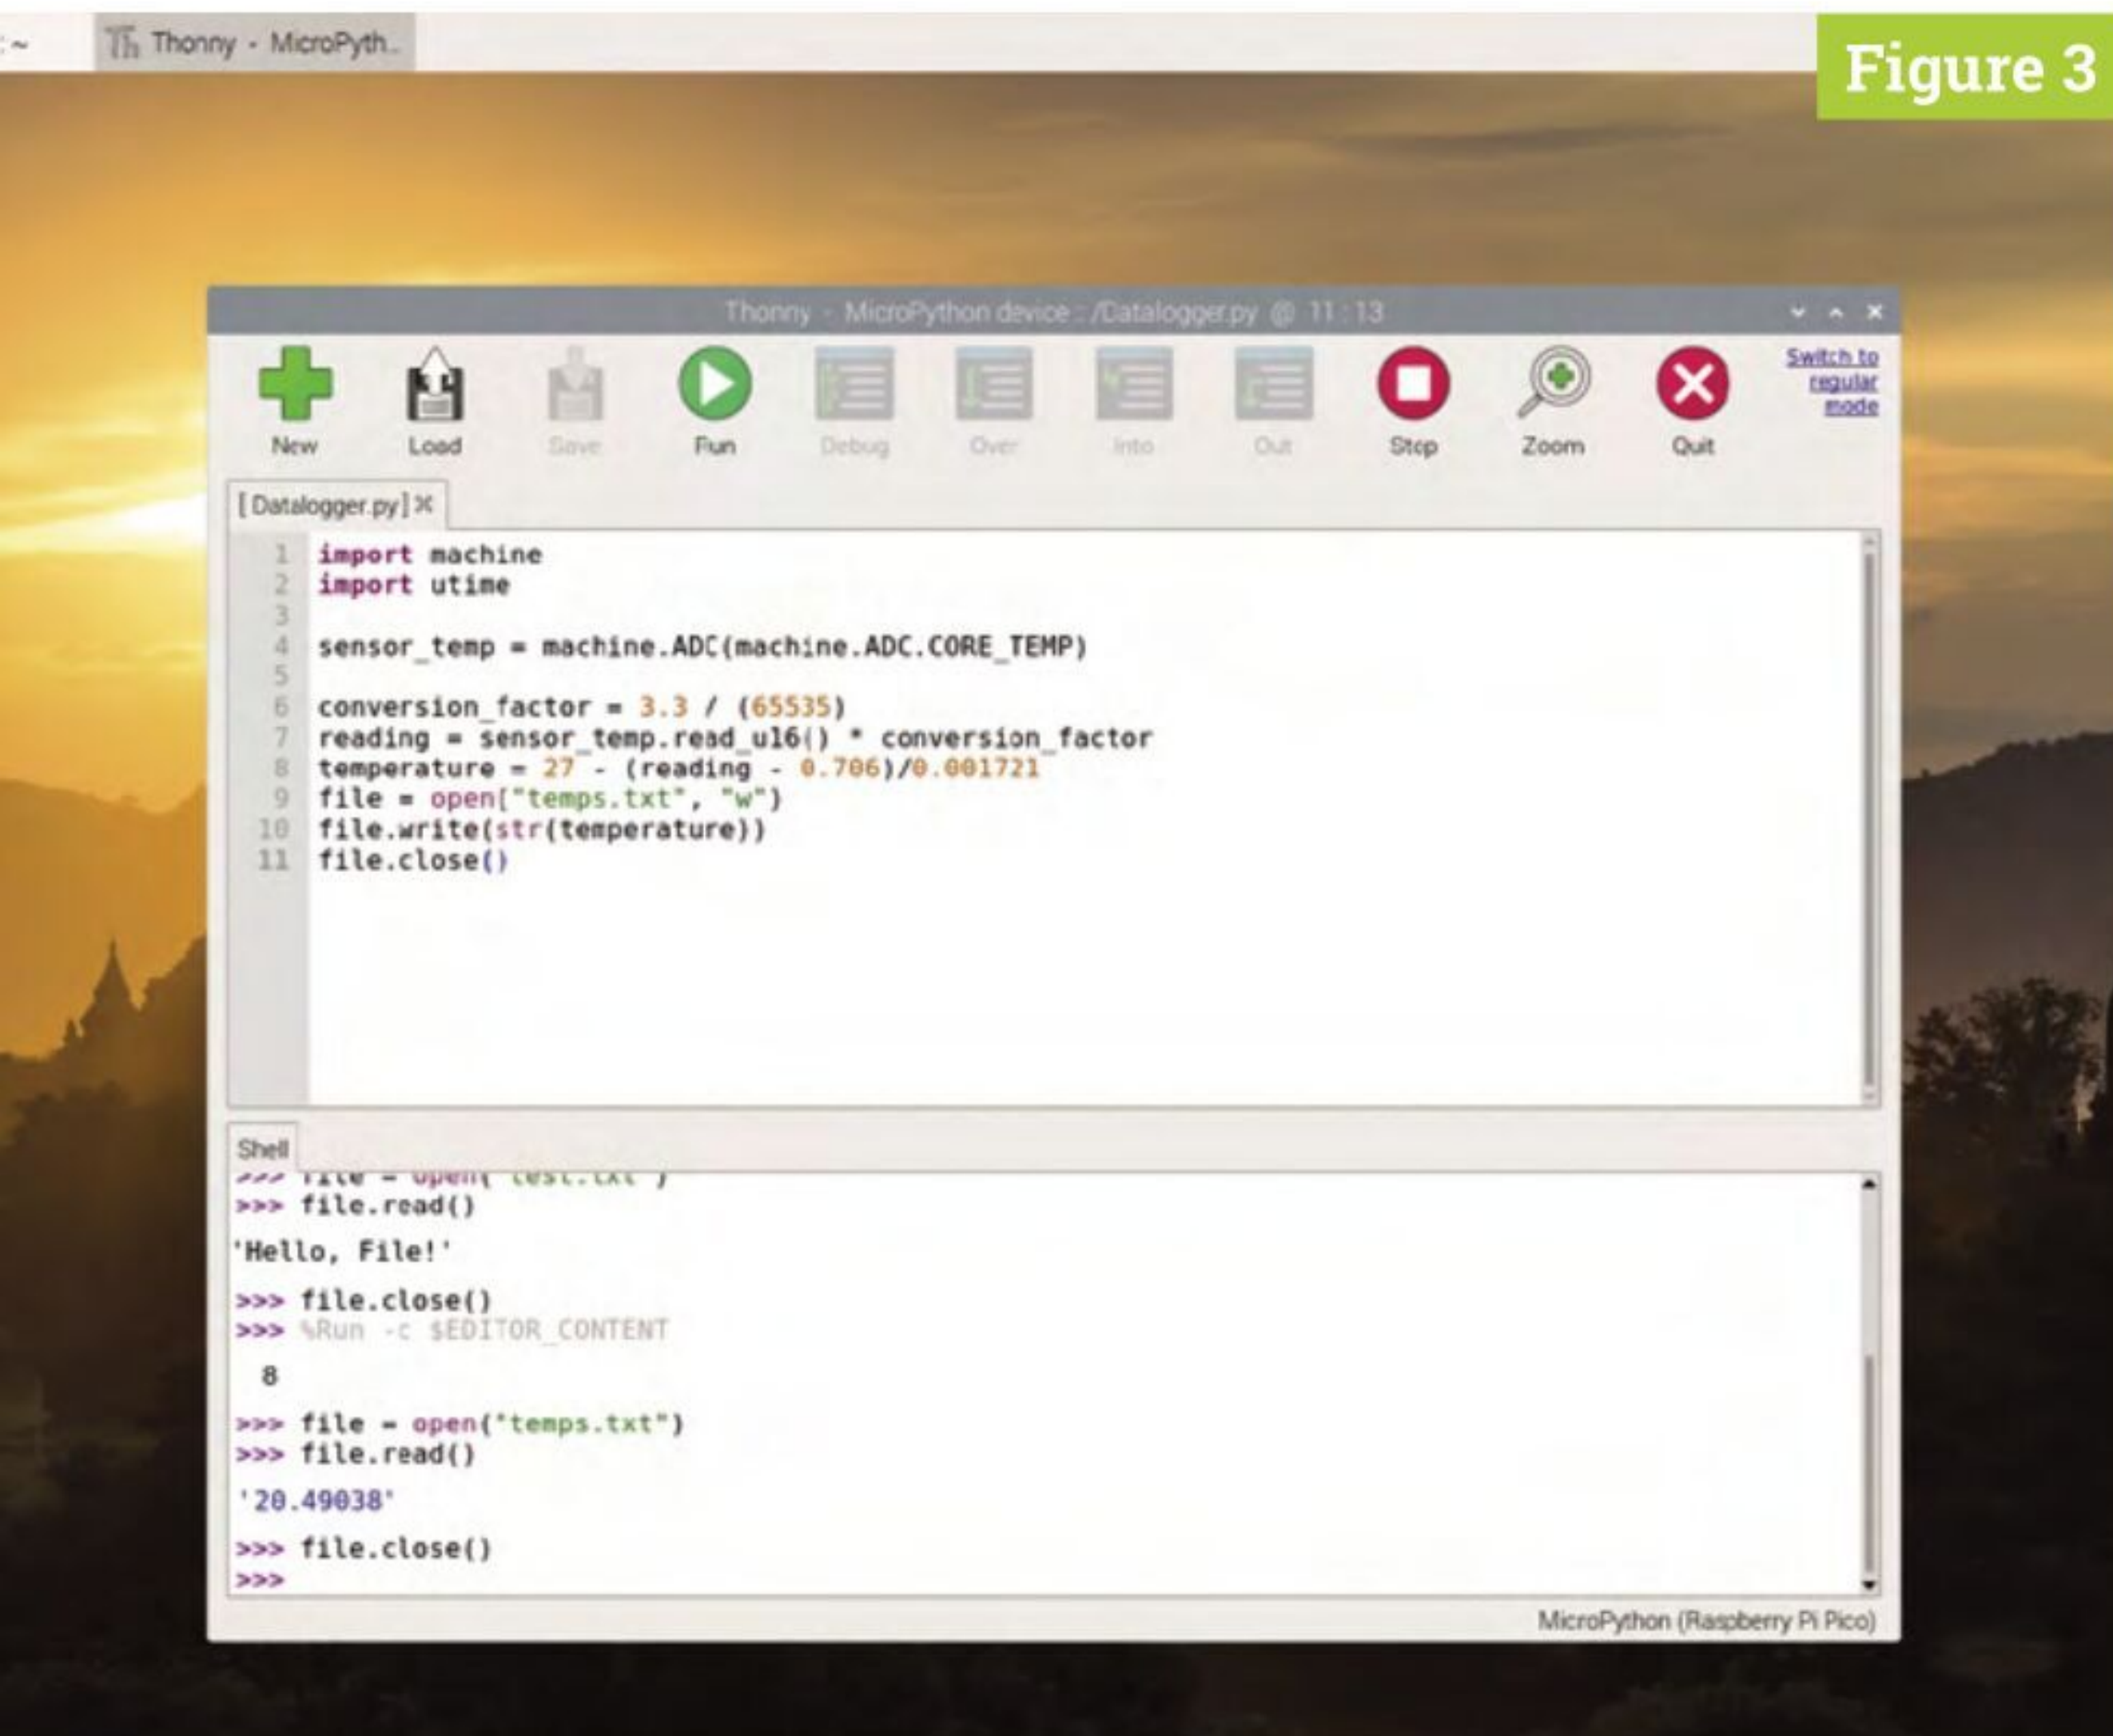 : ~ Thonny - MicroPyth..
Figure 3
Thonny - MicroPython device :: /Datalogger.py @ 11 : 13
New Load Save Run Debug Over Into Out Stop Zoom Quit
Switch to
regular
mode
[ Datalogger.py ] ✕
1 import machine
2 import utime
3
4 sensor_temp = machine.ADC(machine.ADC.CORE_TEMP)
5
6 conversion_factor = 3.3 / (65535)
7 reading = sensor_temp.read_u16() * conversion_factor
8 temperature = 27 - (reading - 0.706)/0.001721
9 file = open("temps.txt", "w")
10 file.write(str(temperature))
11 file.close()
Shell
>>> file = open("test.txt")
>>> file.read()
'Hello, File!'
>>> file.close()
>>> %Run -c $EDITOR_CONTENT
8
>>> file = open("temps.txt")
>>> file.read()
'20.49038'
>>> file.close()
>>>
MicroPython (Raspberry Pi Pico)